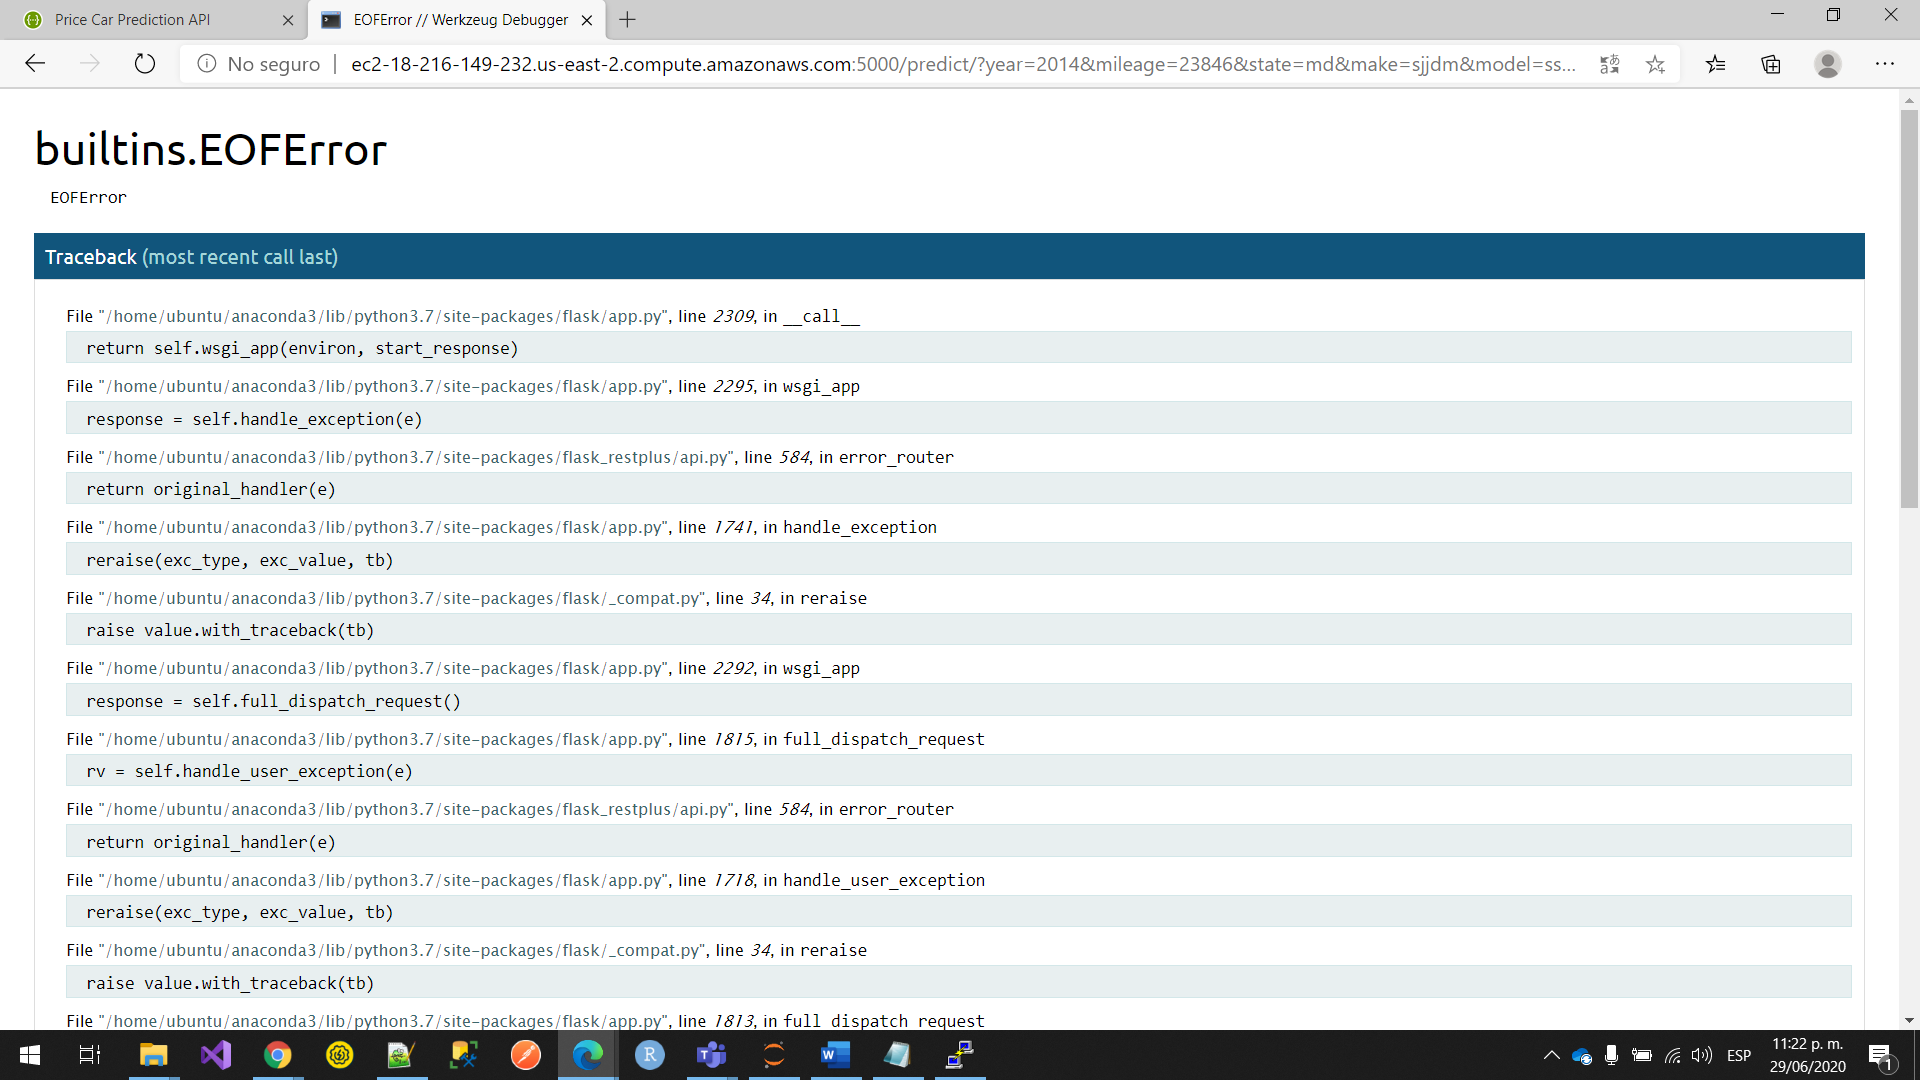 Price Car Prediction API
EOFError // Werkzeug Debugger
No seguro | ec2-18-216-149-232.us-east-2.compute.amazonaws.com:5000/predict/?year=2014&mileage=23846&state=md&make=sjjdm&model=ss...
builtins.EOFError
EOFError
Traceback (most recent call last)
File "/home/ubuntu/anaconda3/lib/python3.7/site-packages/flask/app.py", line 2309, in __call__
return self.wsgi_app(environ, start_response)
File "/home/ubuntu/anaconda3/lib/python3.7/site-packages/flask/app.py", line 2295, in wsgi_app
response = self.handle_exception(e)
File "/home/ubuntu/anaconda3/lib/python3.7/site-packages/flask_restplus/api.py", line 584, in error_router
return original_handler(e)
File "/home/ubuntu/anaconda3/lib/python3.7/site-packages/flask/app.py", line 1741, in handle_exception
reraise(exc_type, exc_value, tb)
File "/home/ubuntu/anaconda3/lib/python3.7/site-packages/flask/_compat.py", line 34, in reraise
raise value.with_traceback(tb)
File "/home/ubuntu/anaconda3/lib/python3.7/site-packages/flask/app.py", line 2292, in wsgi_app
response = self.full_dispatch_request()
File "/home/ubuntu/anaconda3/lib/python3.7/site-packages/flask/app.py", line 1815, in full_dispatch_request
rv = self.handle_user_exception(e)
File "/home/ubuntu/anaconda3/lib/python3.7/site-packages/flask_restplus/api.py", line 584, in error_router
return original_handler(e)
File "/home/ubuntu/anaconda3/lib/python3.7/site-packages/flask/app.py", line 1718, in handle_user_exception
reraise(exc_type, exc_value, tb)
File "/home/ubuntu/anaconda3/lib/python3.7/site-packages/flask/_compat.py", line 34, in reraise
raise value.with_traceback(tb)
File "/home/ubuntu/anaconda3/lib/python3.7/site-packages/flask/app.py", line 1813, in full_dispatch_request
ESP
11:22 p. m.
29/06/2020
1